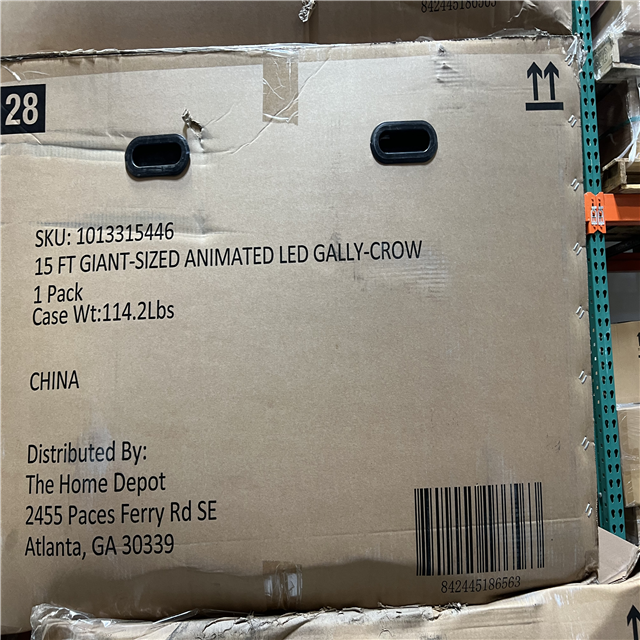 842445186563
28
SKU: 1013315446
15 FT GIANT-SIZED ANIMATED LED GALLY-CROW
1 Pack
Case Wt:114.2Lbs
CHINA
Distributed By:
The Home Depot
2455 Paces Ferry Rd SE
Atlanta, GA 30339
842445186563